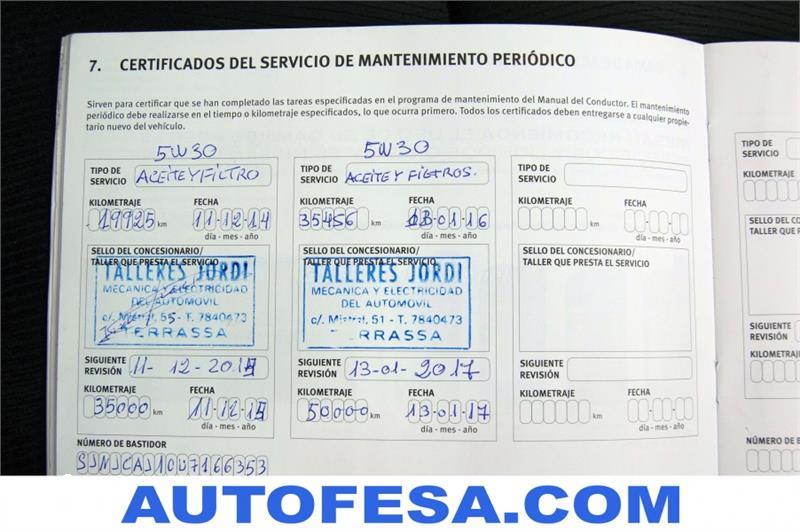 7. CERTIFICADOS DEL SERVICIO DE MANTENIMIENTO PERIÓDICO
Sirven para certificar que se han completado las tareas especificadas en el programa de mantenimiento del Manual del Conductor. El mantenimiento
periódico debe realizarse en el tiempo o kilometraje especificados, lo que ocurra primero. Todos los certificados deben entregarse a cualquier propie-
tario nuevo del vehículo.
5W30
TIPO DE
SERVICIO ACEITE Y FILTRO
KILOMETRAJE FECHA
19925 km 11-12-14
día - mes - año
SELLO DEL CONCESIONARIO/
TALLER QUE PRESTA EL SERVICIO
TALLERES JORDI
MECANICA Y ELECTRICIDAD
DEL AUTOMOVIL
T. 7840473
TERRASSA
SIGUIENTE
REVISIÓN 11-12-2015
KILOMETRAJE FECHA
35000 km 11-12-15
día - mes - año
NÚMERO DE BASTIDOR
5W30
TIPO DE
SERVICIO ACEITE Y FILTROS.
KILOMETRAJE FECHA
35456 km 13-01-16
día - mes - año
SELLO DEL CONCESIONARIO/
TALLER QUE PRESTA EL SERVICIO
TALLERES JORDI
MECANICA Y ELECTRICIDAD
DEL AUTOMOVIL
c/. Mistral, 51 - T. 7840473
RRASSA
SIGUIENTE
REVISIÓN 13-01-2017
KILOMETRAJE FECHA
50000 km 13-01-17
día - mes - año
TIPO DE
SERVICIO
KILOMETRAJE FECHA
km
día - mes - año
SELLO DEL CONCESIONARIO/
TALLER QUE PRESTA EL SERVICIO
SIGUIENTE
REVISIÓN
KILOMETRAJE FECHA
km
día - mes - año
TIPO DE
SERVICIO
KILOMETRAJE
SELLO DEL
TALLER QUE
SIGUIENTE
REVISIÓN
KILOMETRAJE
NÚMERO DE
AUTOFESA.COM